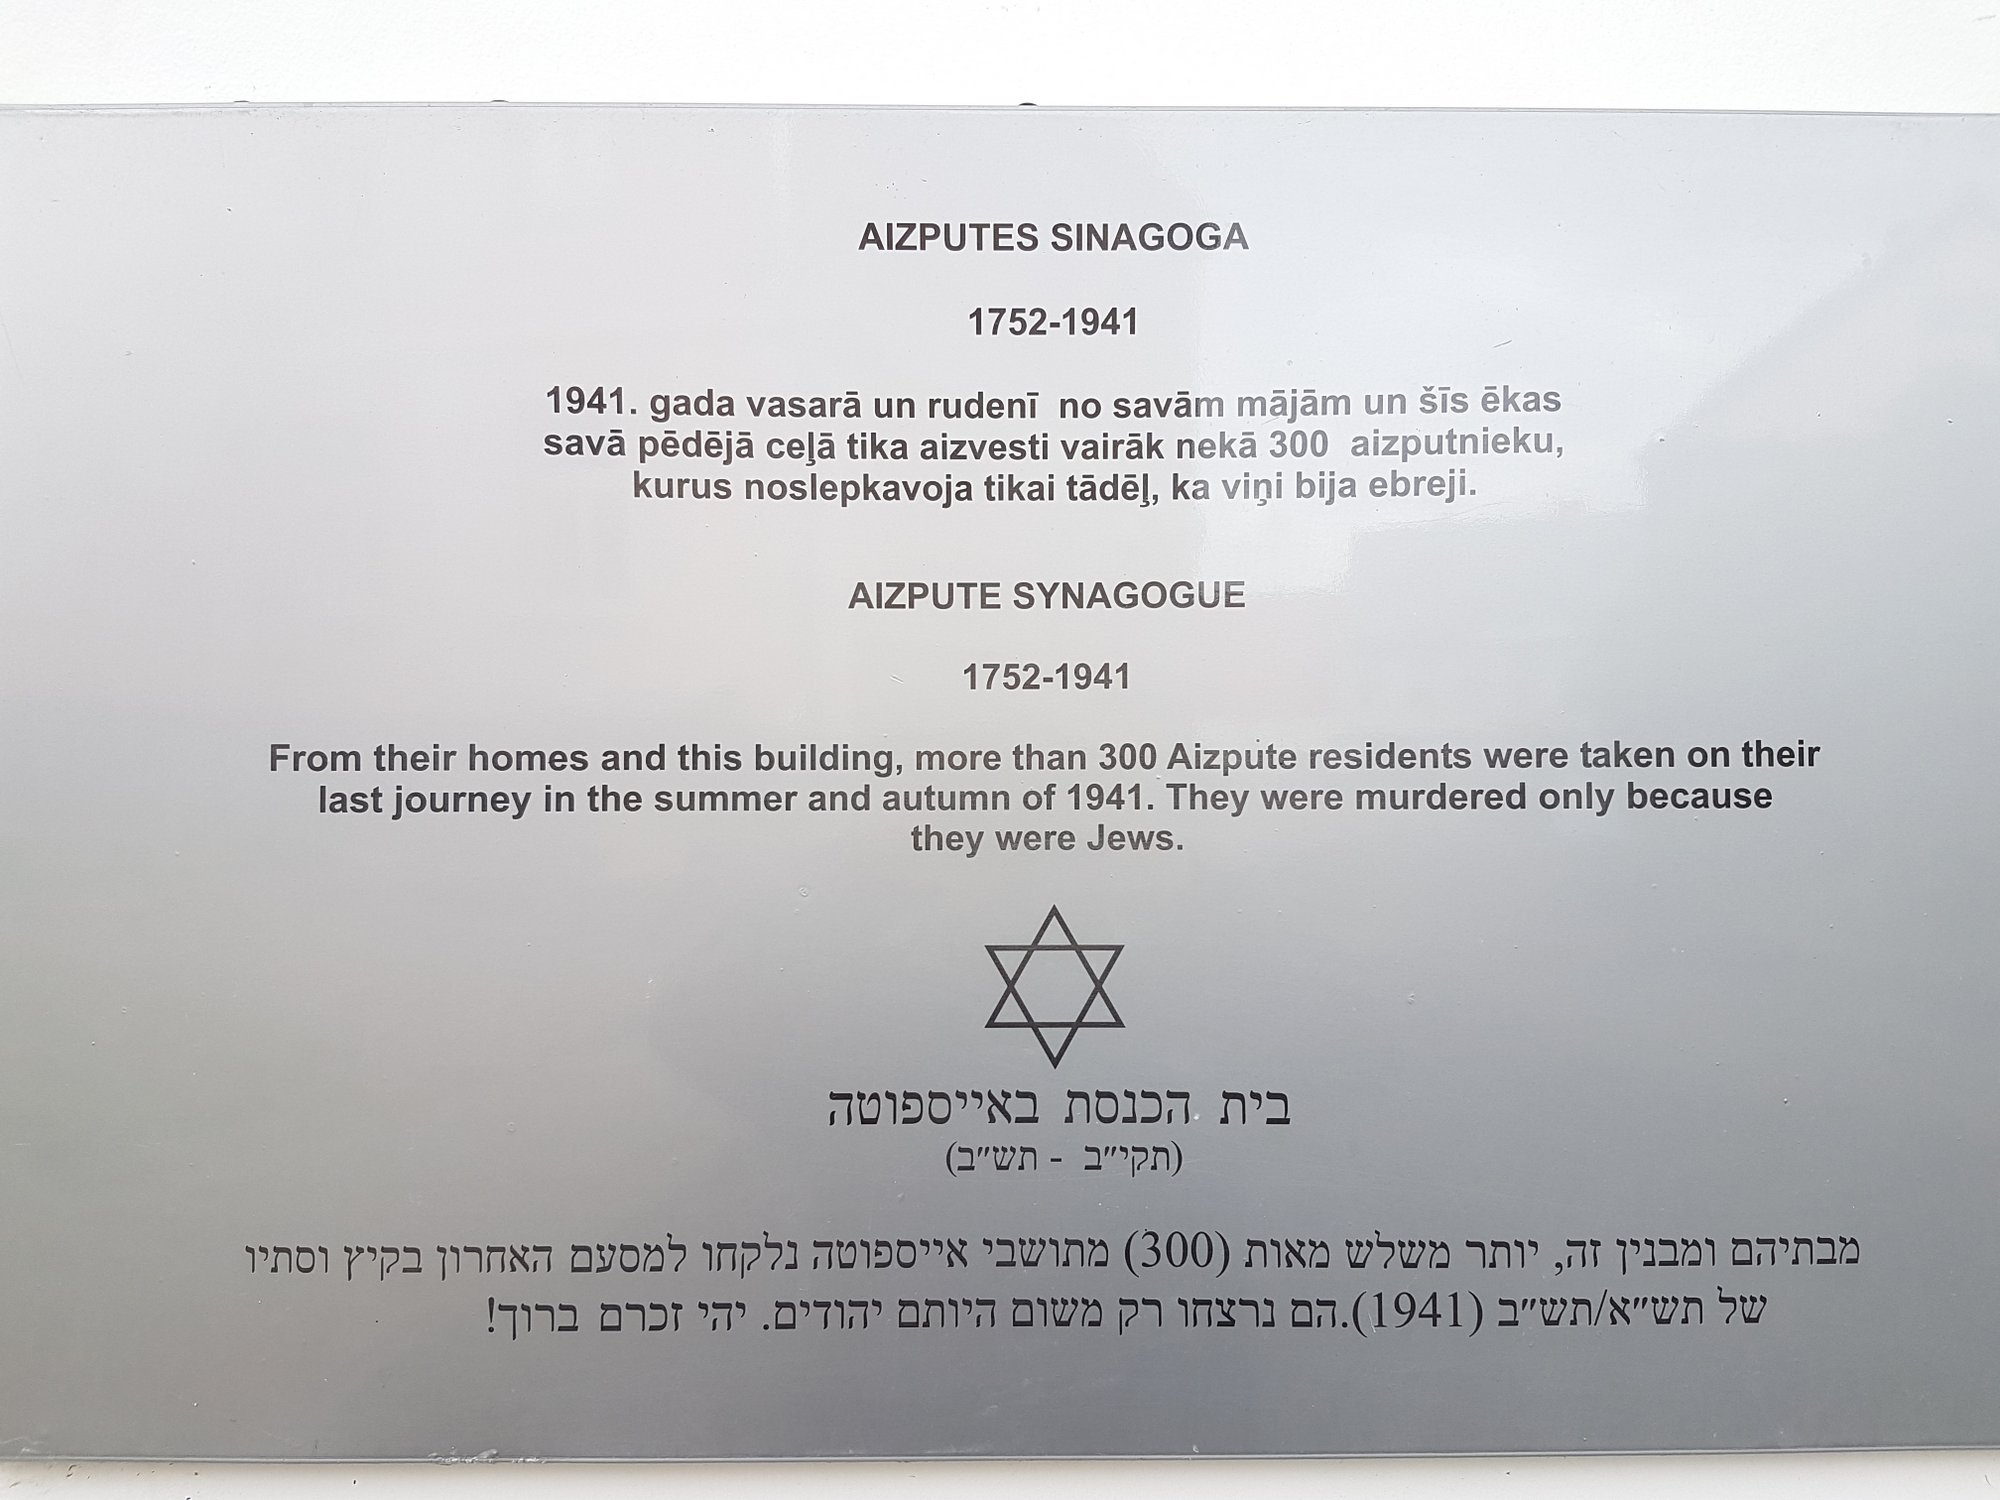 AIZPUTES SINAGOGA
1752-1941
1941. gada vasarā un rudenī no savām mājām un šīs ēkas
savā pēdējā ceļā tika aizvesti vairāk nekā 300 aizputnieku,
kurus noslepkavoja tikai tādēļ, ka viņi bija ebreji.
AIZPUTE SYNAGOGUE
1752-1941
From their homes and this building, more than 300 Aizpute residents were taken on their
last journey in the summer and autumn of 1941. They were murdered only because
they were Jews.
בית הכנסת באייספוטה
(תקי״ב - תש״ב)
מבתיהם ומבנין זה, יותר משלש מאות (300) מתושבי אייספוטה נלקחו למסעם האחרון בקיץ וסתיו
של תש״א/תש״ב (1941).הם נרצחו רק משום היותם יהודים. יהי זכרם ברוך!